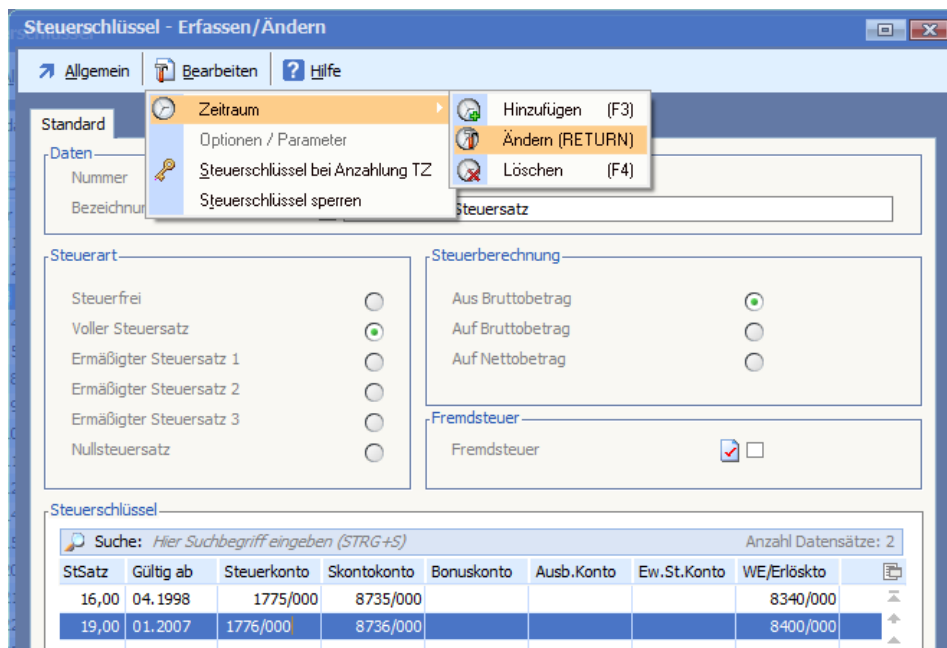 Steuerschlüssel - Erfassen/Ändern
Allgemein Bearbeiten Hilfe
Zeitraum
Optionen / Parameter
Steuerschlüssel bei Anzahlung TZ
Steuerschlüssel sperren
Hinzufügen (F3)
Ändern (RETURN)
Löschen (F4)
Standard
Daten
Nummer
Steuersatz
Steuerart
Steuerfrei
Voller Steuersatz
Ermäßigter Steuersatz 1
Ermäßigter Steuersatz 2
Ermäßigter Steuersatz 3
Nullsteuersatz
Steuerberechnung
Aus Bruttobetrag
Auf Bruttobetrag
Auf Nettobetrag
Fremdsteuer
Fremdsteuer
Steuerschlüssel
Suche: Hier Suchbegriff eingeben (STRG+S) Anzahl Datensätze: 2
StSatz Gültig ab Steuerkonto Skontokonto Bonuskonto Ausb.Konto Ew.St.Konto WE/Erlöskto
16,00 04.1998 1775/000 8735/000 8340/000
19,00 01.2007 1776/000 8736/000 8400/000